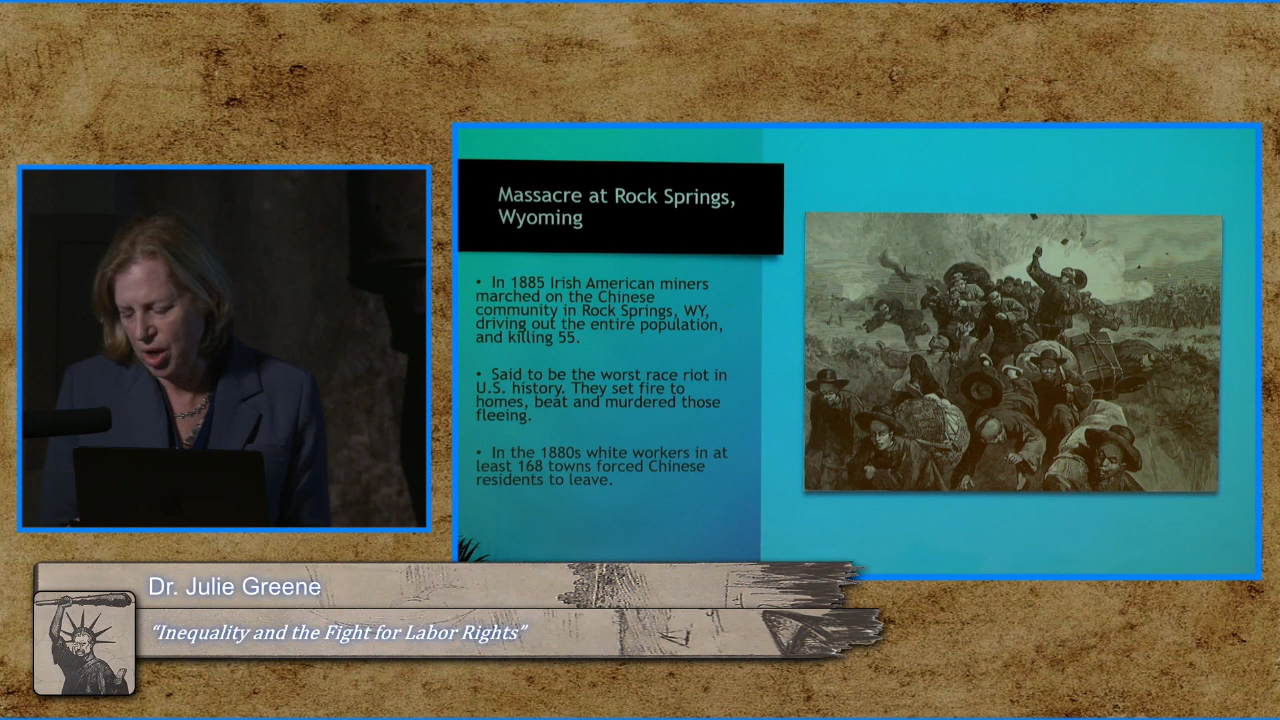 Massacre at Rock Springs,
Wyoming
• In 1885 Irish American miners
marched on the Chinese
community in Rock Springs, WY,
driving out the entire population,
and killing 55.
• Said to be the worst race riot in
U.S. history. They set fire to
homes, beat and murdered those
fleeing.
• In the 1880s white workers in at
least 168 towns forced Chinese
residents to leave.
Dr. Julie Greene
“Inequality and the Fight for Labor Rights”